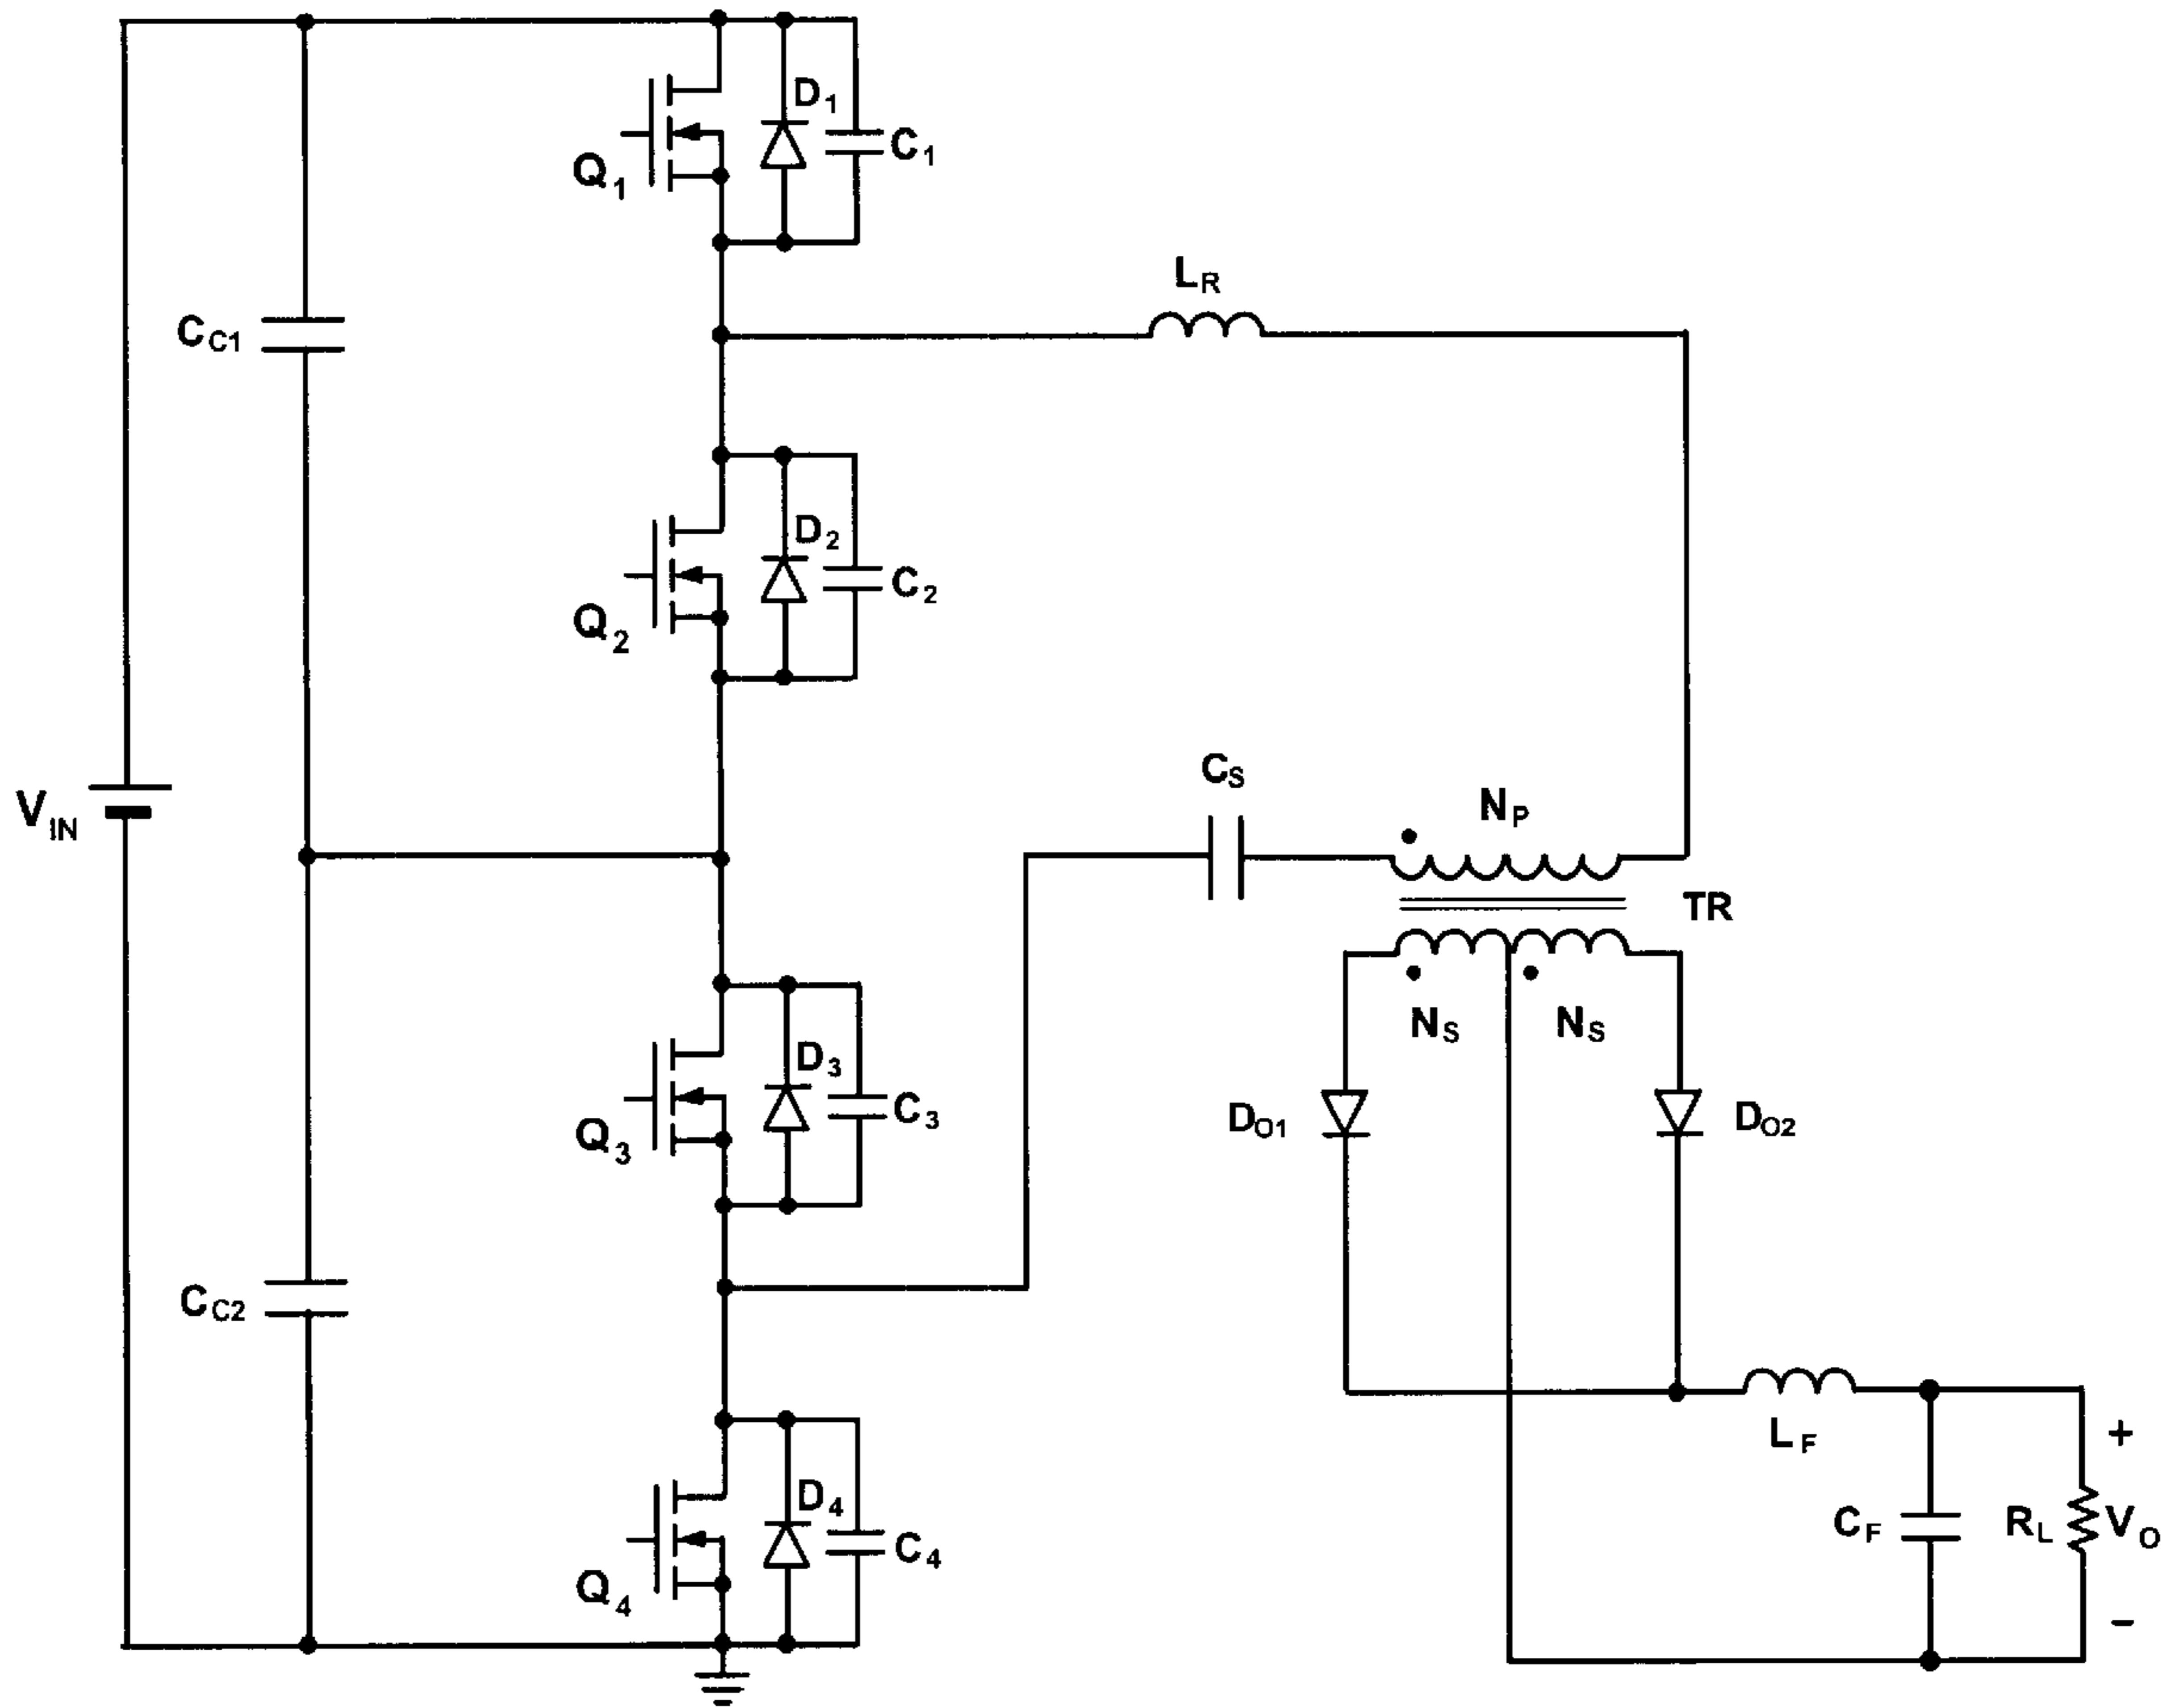 D1
C1
Q1
LR
CC1
D2
C2
Q2
CS
NP
VIN
TR
NS
NS
D3
C3
Q3
DO1
DO2
CC2
LF
+
D4
C4
Q4
CF
RL
VO
−